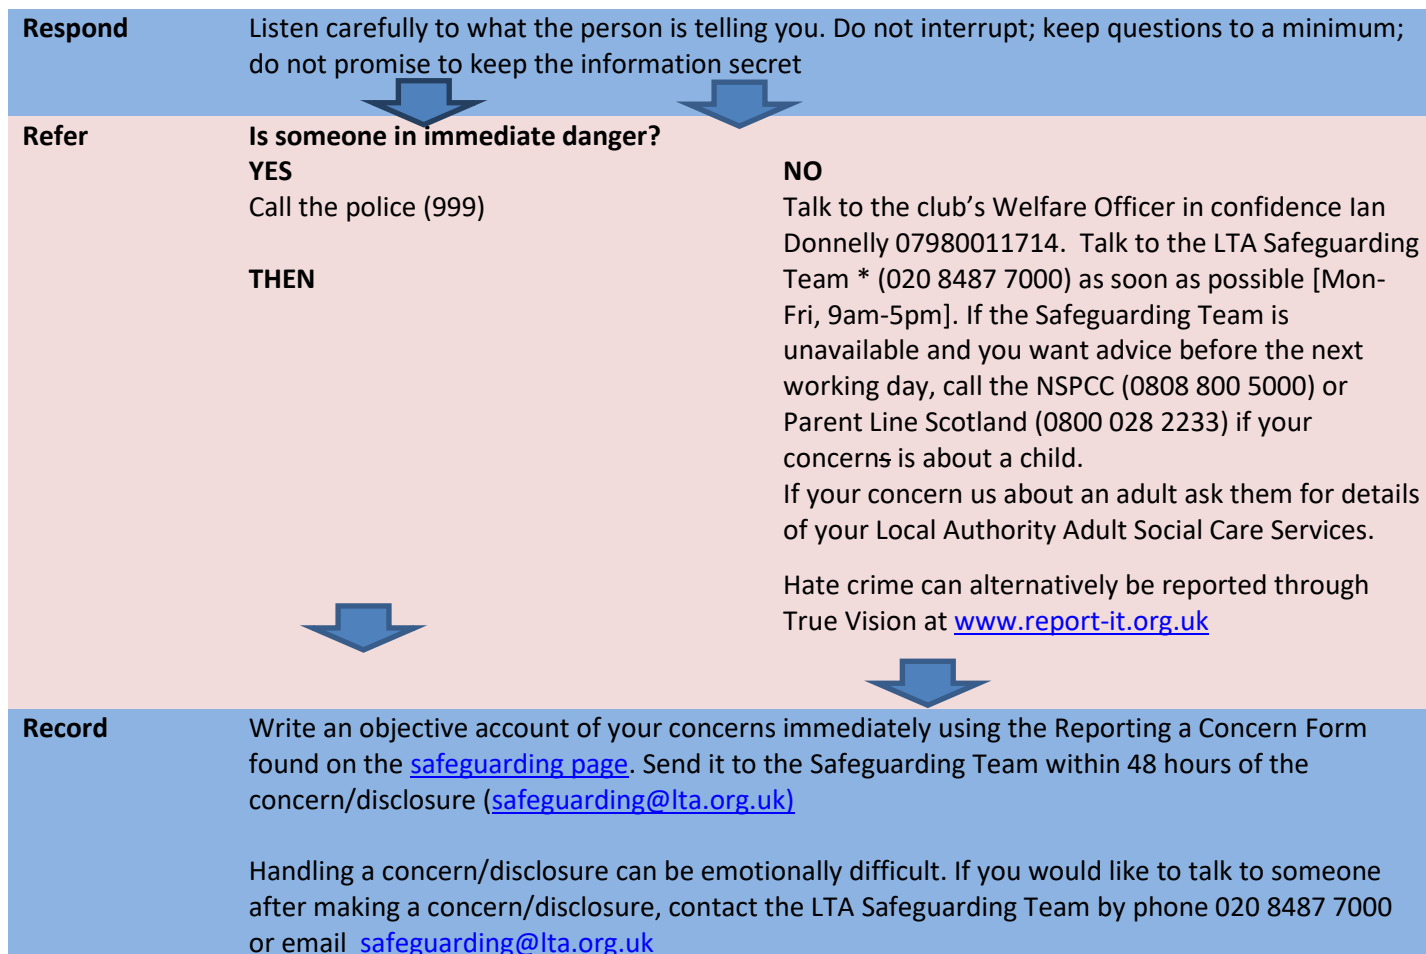 Respond
Listen carefully to what the person is telling you. Do not interrupt; keep questions to a minimum;
do not promise to keep the information secret
Refer
Is someone in immediate danger?
YES
Call the police (999)
THEN
NO
Talk to the club’s Welfare Officer in confidence Ian
Donnelly 07980011714.  Talk to the LTA Safeguarding
Team * (020 8487 7000) as soon as possible [Mon-
Fri, 9am-5pm]. If the Safeguarding Team is
unavailable and you want advice before the next
working day, call the NSPCC (0808 800 5000) or
Parent Line Scotland (0800 028 2233) if your
concerns is about a child.
If your concern us about an adult ask them for details
of your Local Authority Adult Social Care Services.
Hate crime can alternatively be reported through
True Vision at www.report-it.org.uk
Record
Write an objective account of your concerns immediately using the Reporting a Concern Form
found on the safeguarding page. Send it to the Safeguarding Team within 48 hours of the
concern/disclosure (safeguarding@lta.org.uk)
Handling a concern/disclosure can be emotionally difficult. If you would like to talk to someone
after making a concern/disclosure, contact the LTA Safeguarding Team by phone 020 8487 7000
or email  safeguarding@lta.org.uk